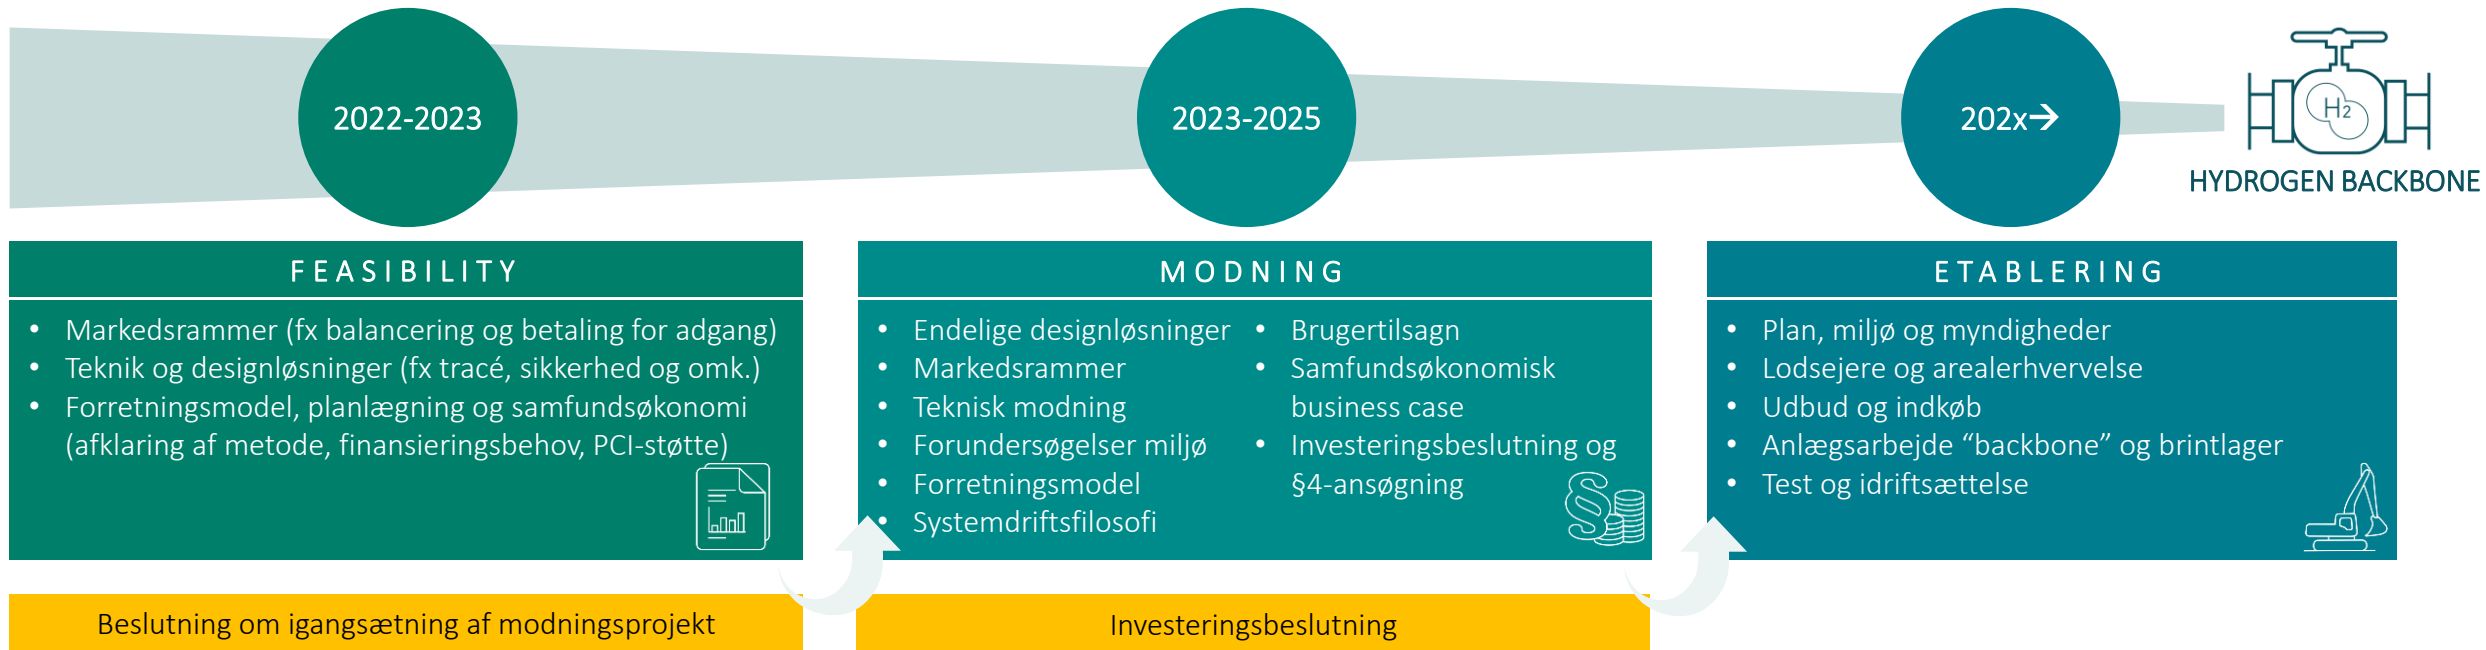 2022-2023
2023-2025
202x→
H2
HYDROGEN BACKBONE
FEASIBILITY
• Markedsrammer (fx balancering og betaling for adgang)
• Teknik og designløsninger (fx tracé, sikkerhed og omk.)
• Forretningsmodel, planlægning og samfundsøkonomi
(afklaring af metode, finansieringsbehov, PCI-støtte)
MODNING
• Endelige designløsninger
• Markedsrammer
• Teknisk modning
• Forundersøgelser miljø
• Forretningsmodel
• Systemdriftsfilosofi
• Brugertilsagn
• Samfundsøkonomisk
business case
• Investeringsbeslutning og
§4-ansøgning
§
ETABLERING
• Plan, miljø og myndigheder
• Lodsejere og arealerhvervelse
• Udbud og indkøb
• Anlægsarbejde “backbone” og brintlager
• Test og idriftsættelse
Beslutning om igangsætning af modningsprojekt
Investeringsbeslutning